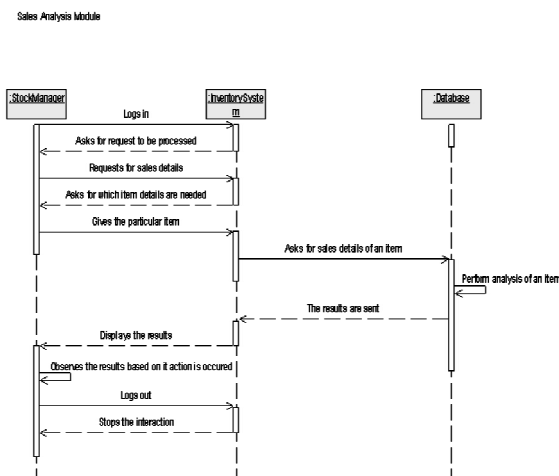 Sales Analysis Module
:StockManager
:InventorySyste
m
:Database
Logs in
Asks for request to be processed
Requests for sales details
Asks for which item details are needed
Gives the particular item
Asks for sales details of an item
Perform analysis of an item
The results are sent
Displays the results
Observes the results based on it action is occured
Logs out
Stops the interaction